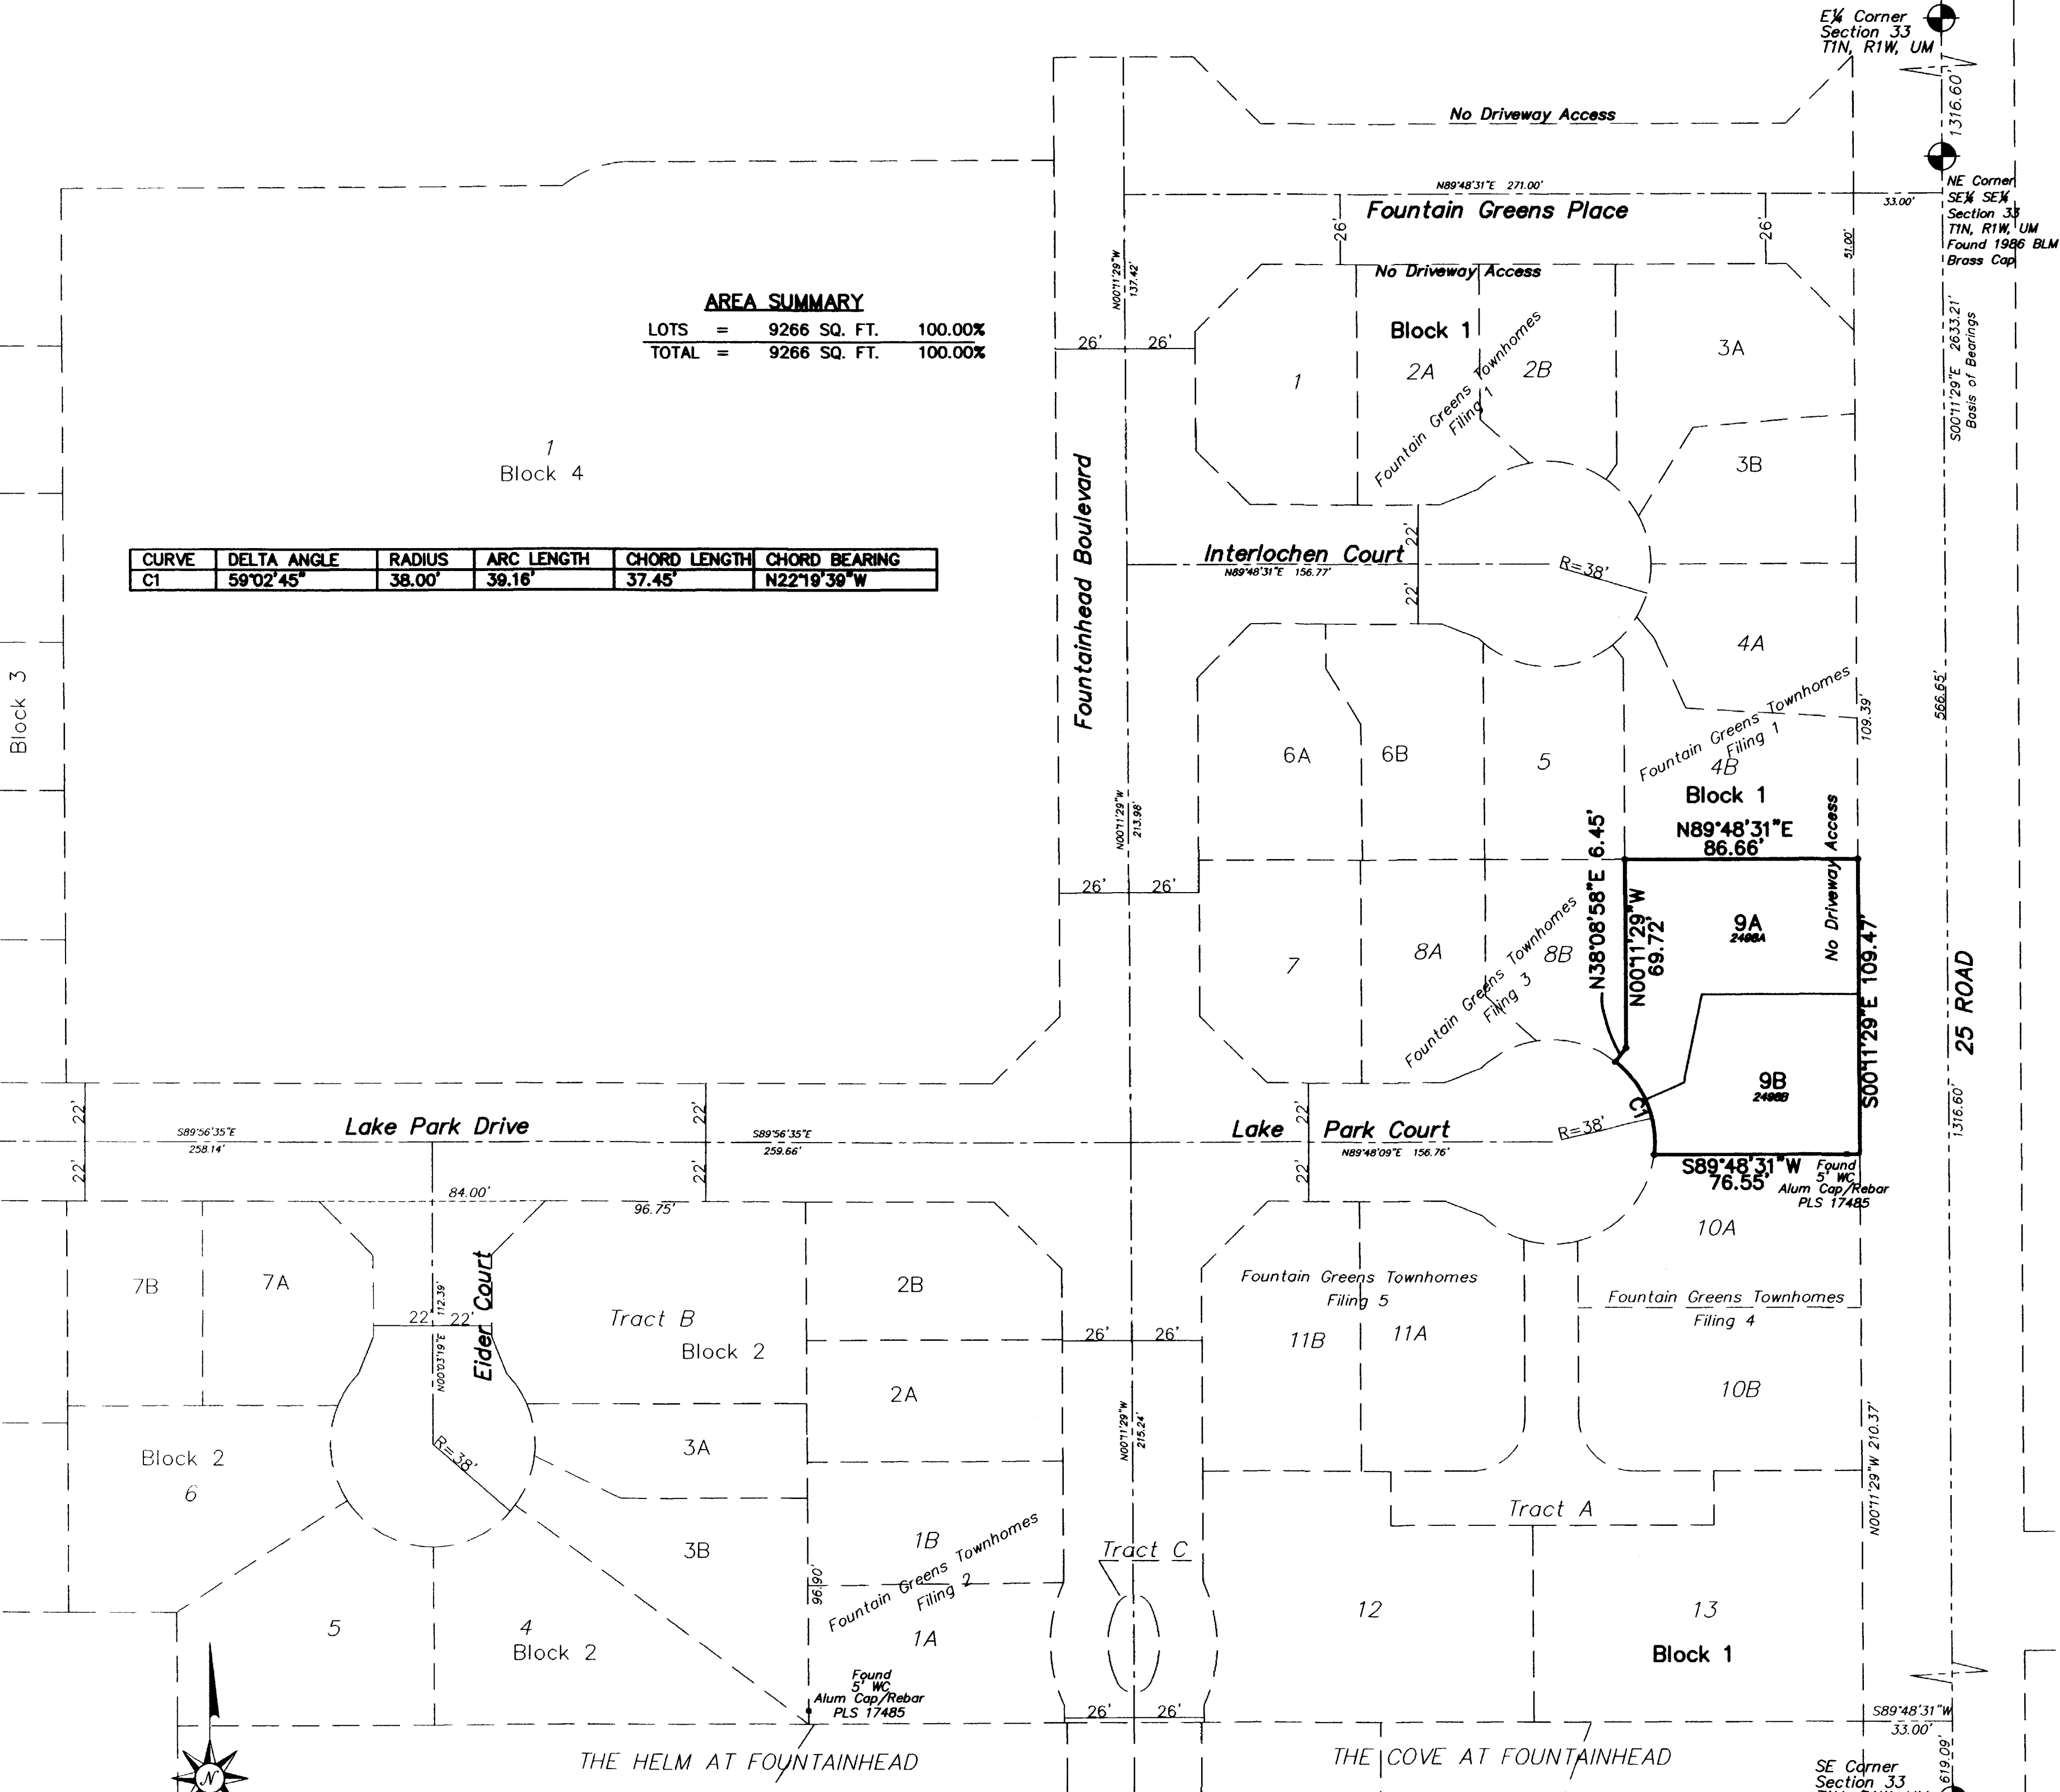 E¼ Corner
Section 33
T1N, R1W, UM
1316.60'
No Driveway Access
NE Corner
SE¼ SE¼
Section 33
T1N, R1W, UM
Found 1986 BLM
Brass Cap
N89°48'31"E 271.00'
Fountain Greens Place
33.00'
26'
26'
51.00'
No Driveway Access
N00°11'29"W
137.42'
AREA SUMMARY
LOTS = 9266 SQ. FT. 100.00%
TOTAL = 9266 SQ. FT. 100.00%
26' 26'
Block 1
1
2A
2B
3A
Fountain Greens Townhomes
Filing 1
S00°11'29"E 2633.21'
Basis of Bearings
1
Block 4
3B
Fountainhead Boulevard
22'
Interlochen Court
N89°48'31"E 156.77'
22'
R=38'
CURVE DELTA ANGLE RADIUS ARC LENGTH CHORD LENGTH CHORD BEARING
C1 59°02'45" 38.00' 39.16' 37.45' N22°19'39"W
4A
Block 3
566.65'
109.39'
Fountain Greens Townhomes
Filing 1
6A
6B
5
4B
Block 1
N00°11'29"W
213.98'
N89°48'31"E
86.66'
No Driveway Access
26' 26'
N38°08'58"E 6.45'
N00°11'29"W
69.72'
9A
2498A
S00°11'29"E 109.47'
7
8A
8B
Fountain Greens Townhomes
Filing 3
25 ROAD
9B
2498B
C1
R=38'
1316.60'
22'
22'
Lake Park Drive
S89°56'35"E
258.14'
22'
22'
S89°56'35"E
259.66'
22'
22'
Lake Park Court
N89°48'09"E 156.76'
S89°48'31"W
76.55'
Found
5' WC
Alum Cap/Rebar
PLS 17485
84.00'
96.75'
10A
7B
7A
Eider Court
112.39'
N00°03'19"E
22' 22'
Tract B
Block 2
2B
Fountain Greens Townhomes
Filing 5
Fountain Greens Townhomes
Filing 4
26' 26'
11B
11A
2A
10B
N00°11'29"W
215.24'
N00°11'29"W 210.37'
R=38'
3A
Block 2
6
Tract A
1B
3B
Tract C
96.90'
Fountain Greens Townhomes
Filing 2
1A
5
4
Block 2
12
13
Block 1
Found
5' WC
Alum Cap/Rebar
PLS 17485
26' 26'
S89°48'31"W
33.00'
THE HELM AT FOUNTAINHEAD
THE COVE AT FOUNTAINHEAD
N
619.09'
SE Corner
Section 33